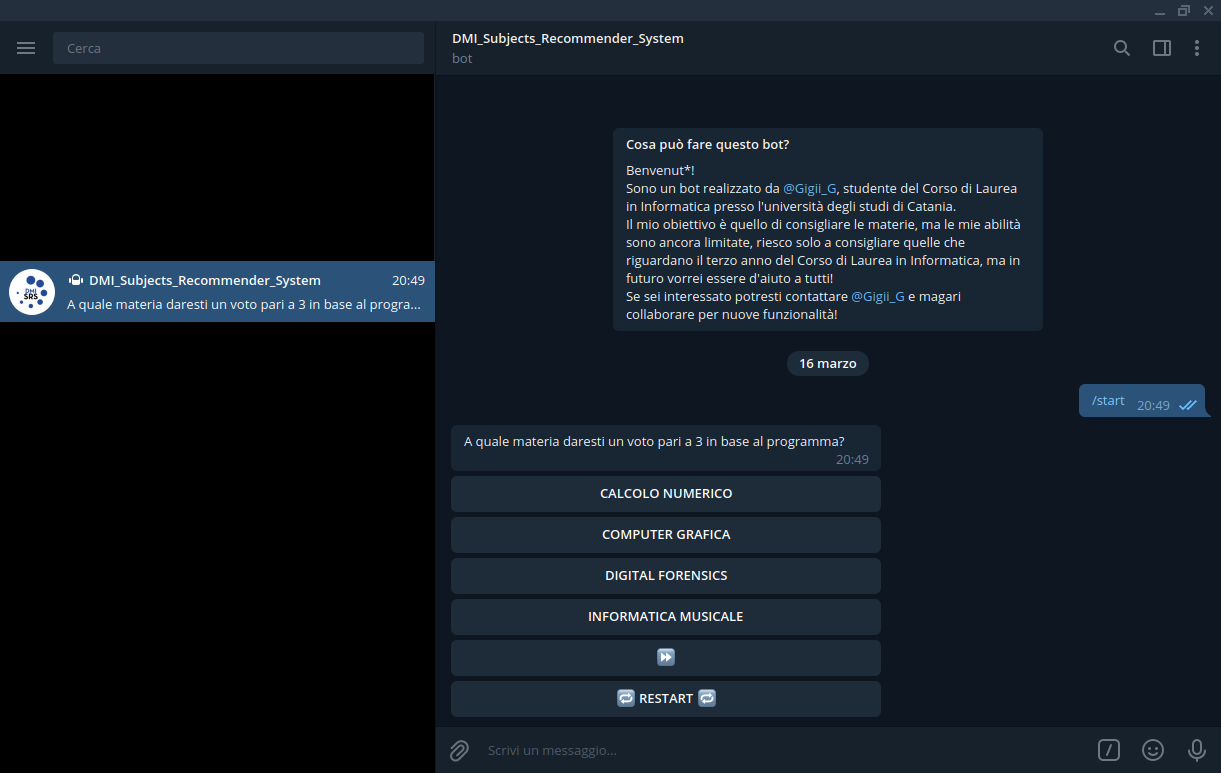 Cerca
DMI_Subjects_Recommender_System
bot
DMI
SRS
DMI_Subjects_Recommender_System 20:49
A quale materia daresti un voto pari a 3 in base al progra...
Cosa può fare questo bot?
Benvenut*!
Sono un bot realizzato da @Gigii_G, studente del Corso di Laurea
in Informatica presso l'università degli studi di Catania.
Il mio obiettivo è quello di consigliare le materie, ma le mie abilità
sono ancora limitate, riesco solo a consigliare quelle che
riguardano il terzo anno del Corso di Laurea in Informatica, ma in
futuro vorrei essere d'aiuto a tutti!
Se sei interessato potresti contattare @Gigii_G e magari
collaborare per nuove funzionalità!
16 marzo
/start 20:49
A quale materia daresti un voto pari a 3 in base al programma?
20:49
CALCOLO NUMERICO
COMPUTER GRAFICA
DIGITAL FORENSICS
INFORMATICA MUSICALE
⏩
🔁 RESTART 🔁
Scrivi un messaggio...